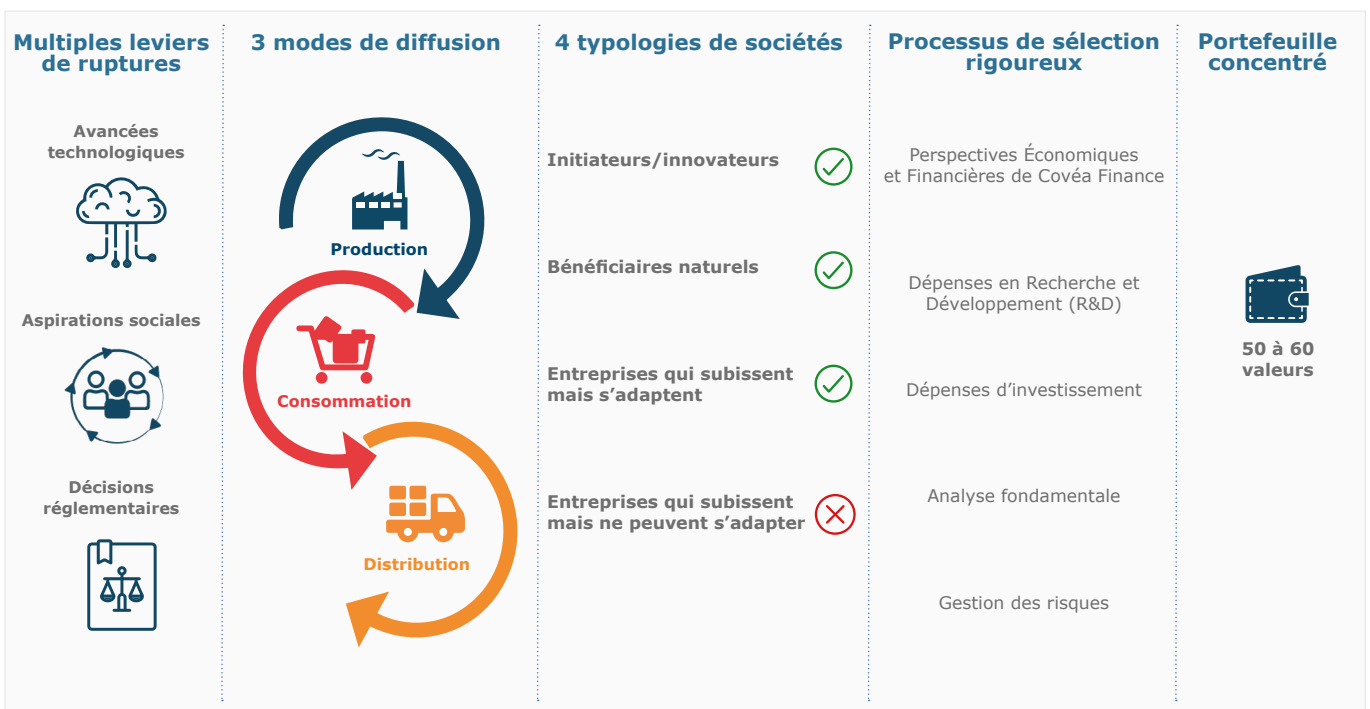 Multiples leviers
de ruptures
Avancées
technologiques
Aspirations sociales
Décisions
réglementaires
3 modes de diffusion
Production
Consommation
Distribution
4 typologies de sociétés
Initiateurs/innovateurs
Bénéficiaires naturels
Entreprises qui subissent
mais s’adaptent
Entreprises qui subissent
mais ne peuvent s’adapter
Processus de sélection
rigoureux
Perspectives Économiques
et Financières de Covéa Finance
Dépenses en Recherche et
Développement (R&D)
Dépenses d’investissement
Analyse fondamentale
Gestion des risques
Portefeuille
concentré
50 à 60
valeurs